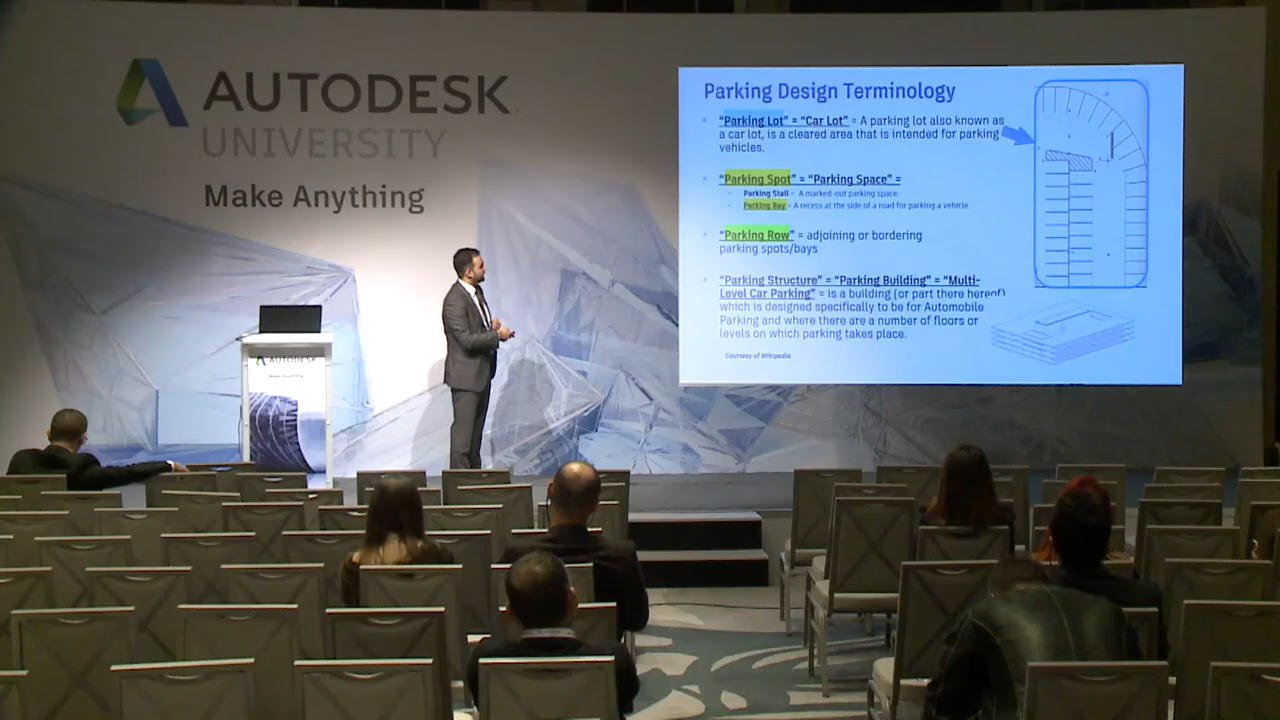 AUTODESK
UNIVERSITY
Make Anything
AUTODESK
Make Anything
Parking Design Terminology
• “Parking Lot” = “Car Lot” = A parking lot also known as
a car lot, is a cleared area that is intended for parking
vehicles.
• “Parking Spot” = “Parking Space” =
- Parking Stall - A marked-out parking space.
- Parking Bay - A recess at the side of a road for parking a vehicle.
• “Parking Row” = adjoining or bordering
parking spots/bays
• “Parking Structure” = “Parking Building” = “Multi-
Level Car Parking” = is a building (or part there hereof)
which is designed specifically to be for Automobile
Parking and where there are a number of floors or
levels on which parking takes place.
Courtesy of Wikipedia